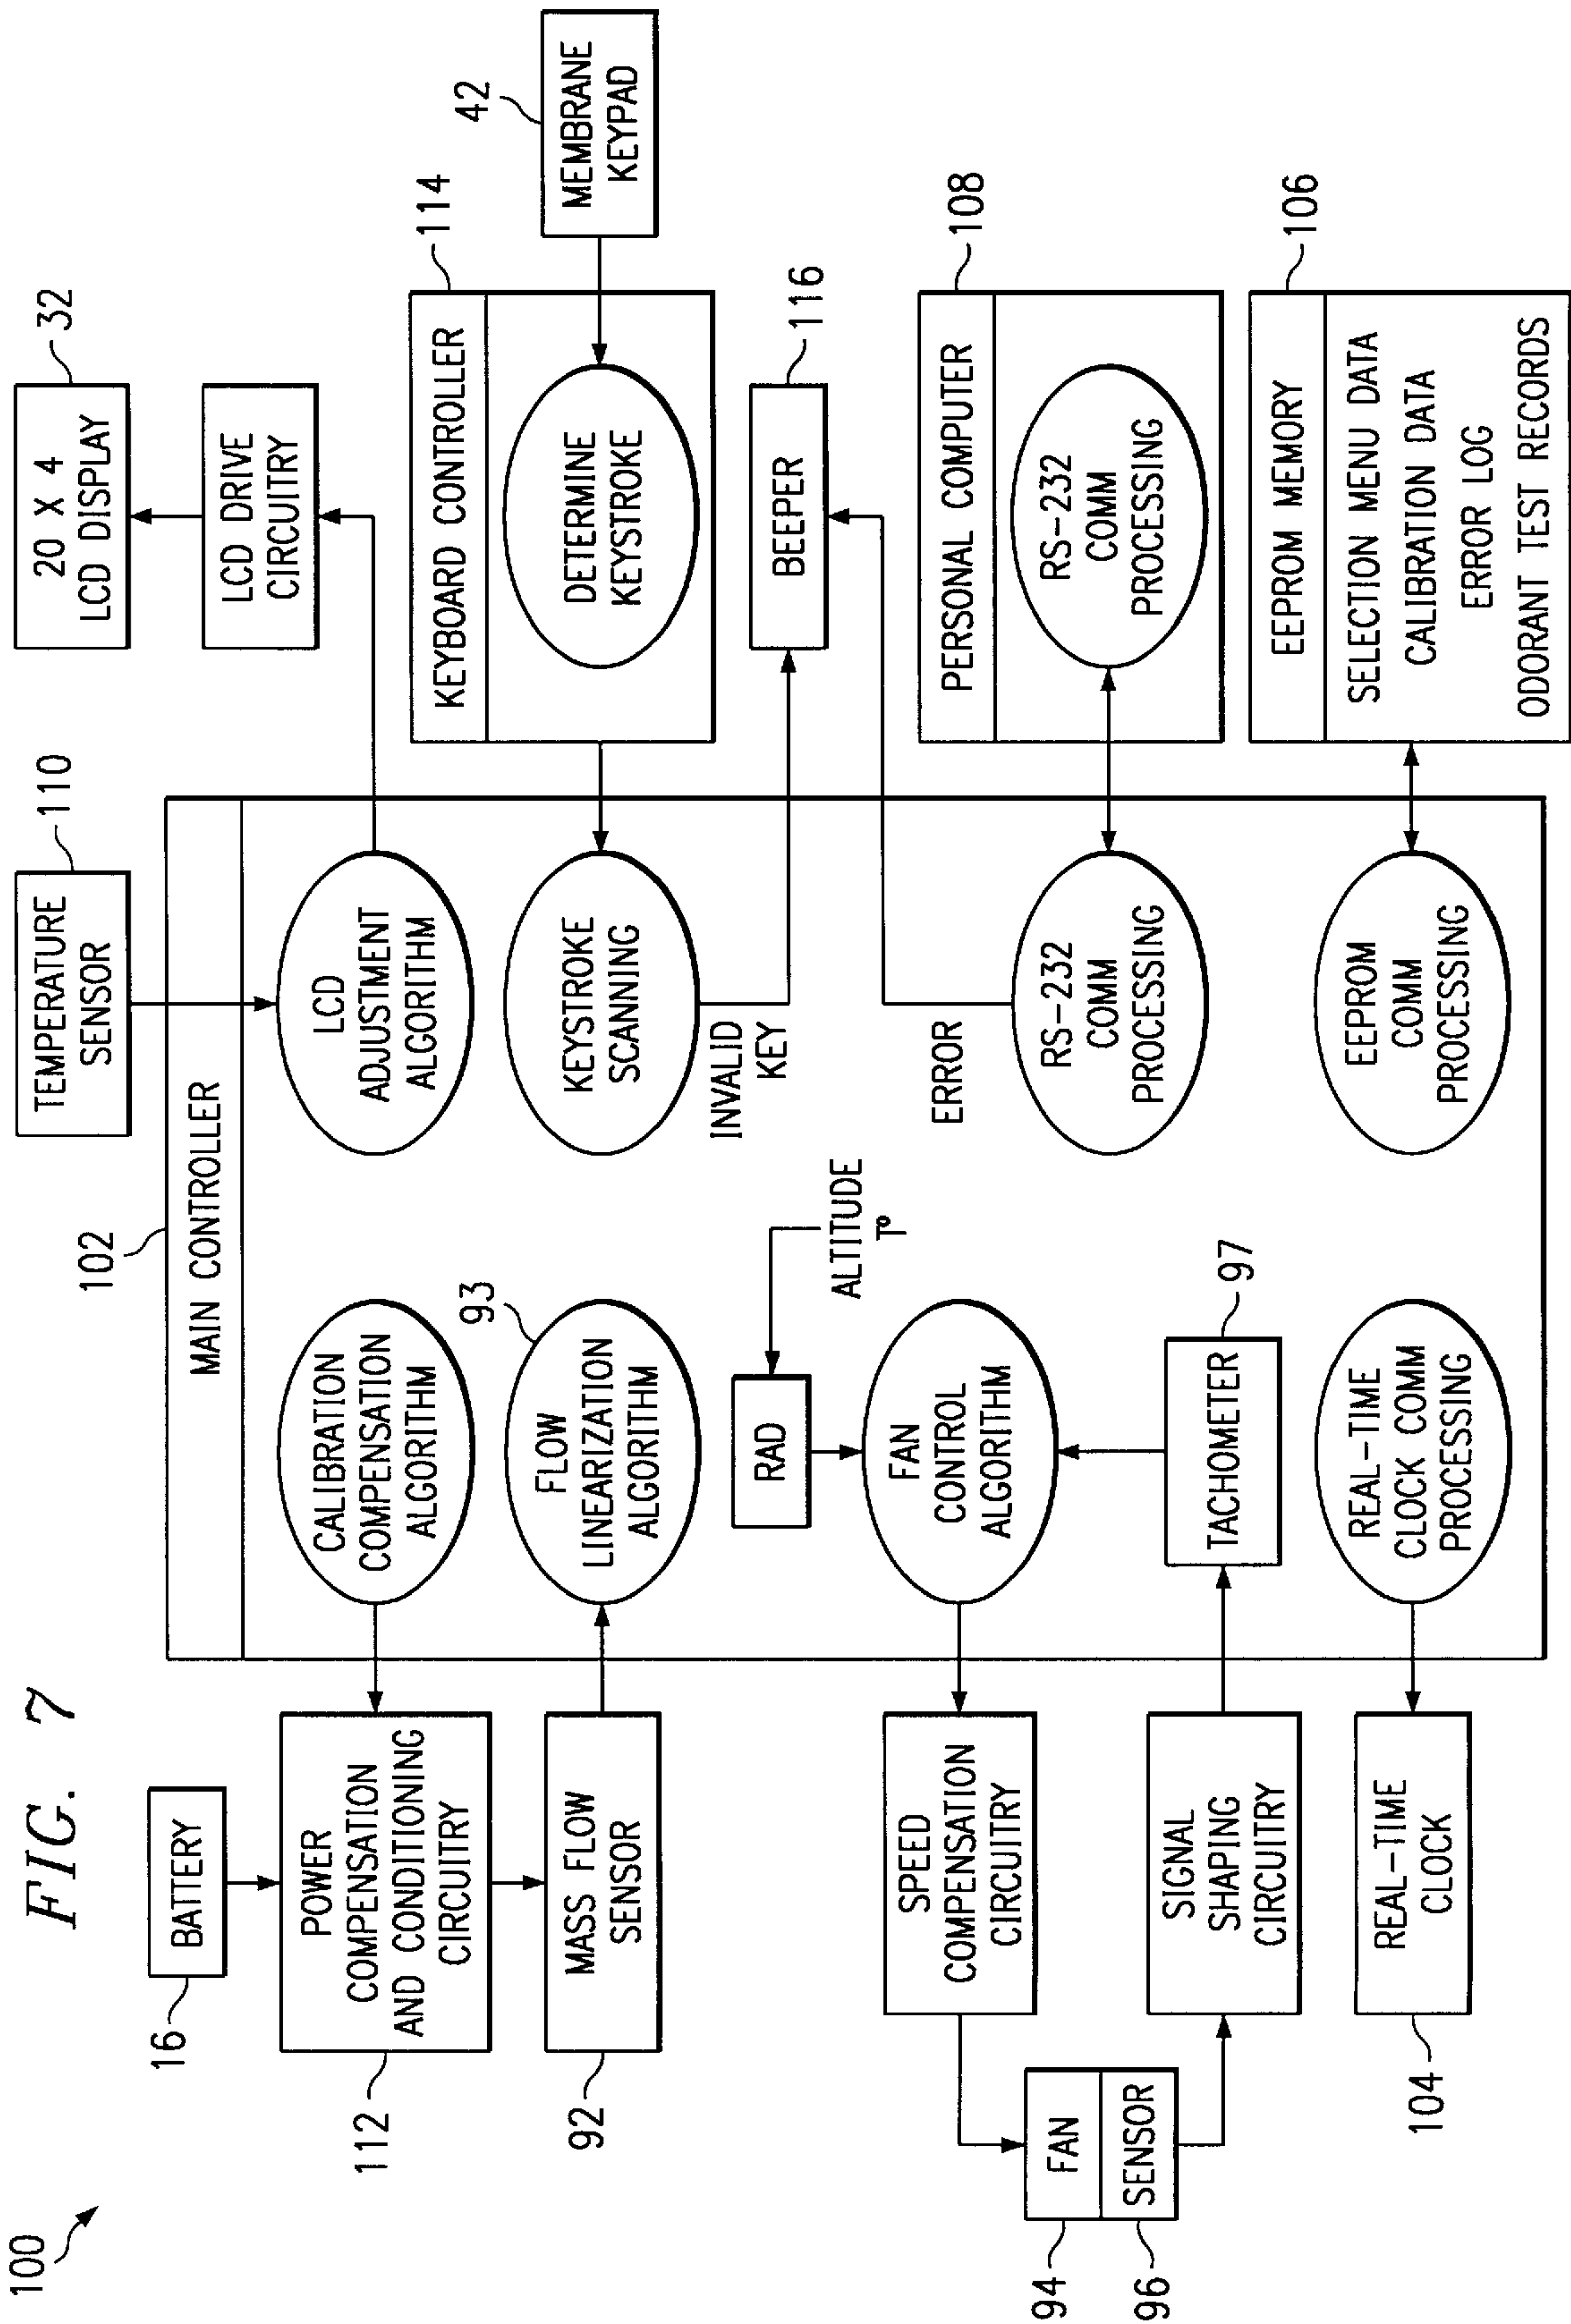 FIG. 7
100
102
MAIN CONTROLLER
16
BATTERY
112
POWER
COMPENSATION
AND CONDITIONING
CIRCUITRY
92
MASS FLOW
SENSOR
CALIBRATION
COMPENSATION
ALGORITHM
93
FLOW
LINEARIZATION
ALGORITHM
RAD
ALTITUDE
T°
FAN
CONTROL
ALGORITHM
97
TACHOMETER
REAL-TIME
CLOCK COMM
PROCESSING
SPEED
COMPENSATION
CIRCUITRY
94
FAN
96
SENSOR
SIGNAL
SHAPING
CIRCUITRY
104
REAL-TIME
CLOCK
110
TEMPERATURE
SENSOR
LCD
ADJUSTMENT
ALGORITHM
KEYSTROKE
SCANNING
INVALID
KEY
ERROR
RS-232
COMM
PROCESSING
EEPROM
COMM
PROCESSING
32
20 X 4
LCD DISPLAY
LCD DRIVE
CIRCUITRY
114
KEYBOARD CONTROLLER
DETERMINE
KEYSTROKE
42
MEMBRANE
KEYPAD
116
BEEPER
108
PERSONAL COMPUTER
RS-232
COMM
PROCESSING
106
EEPROM MEMORY
SELECTION MENU DATA
CALIBRATION DATA
ERROR LOG
ODORANT TEST RECORDS